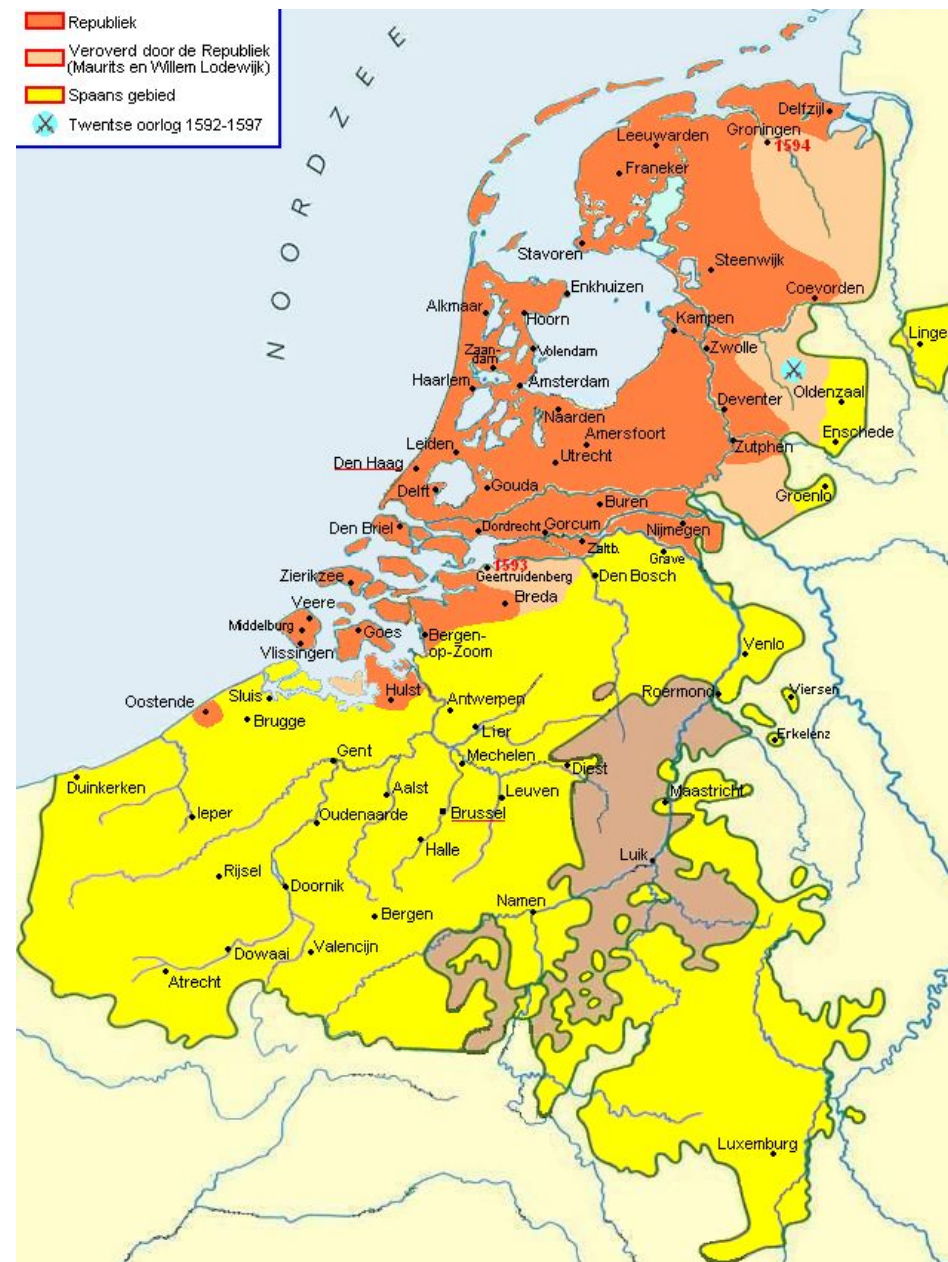 Republiek
Veroverd door de Republiek
(Maurits en Willem Lodewijk)
Spaans gebied
Twentse oorlog 1592-1597
NOORDZEE
Delfzijl
Groningen
1594
Leeuwarden
Franeker
Stavoren
Steenwijk
Enkhuizen
Coevorden
Alkmaar
Hoorn
Kampen
Linge
Zaan-
dam
Volendam
Zwolle
Haarlem
Amsterdam
Oldenzaal
Naarden
Deventer
Enschede
Leiden
Amersfoort
Zutphen
Den Haag
Utrecht
Delft
Gouda
Groenlo
Buren
Den Briel
Dordrecht
Gorcum
Nijmegen
Zaltb.
Grave
1593
Geertruidenberg
Den Bosch
Zierikzee
Breda
Veere
Middelburg
Goes
Bergen-
op-Zoom
Vlissingen
Venlo
Sluis
Hulst
Roermond
Viersen
Oostende
Antwerpen
Brugge
Lier
Erkelenz
Gent
Mechelen
Diest
Duinkerken
Aalst
Leuven
Maastricht
Ieper
Oudenaarde
Brussel
Halle
Luik
Rijsel
Doornik
Namen
Bergen
Dowaai
Valencijn
Atrecht
Luxemburg